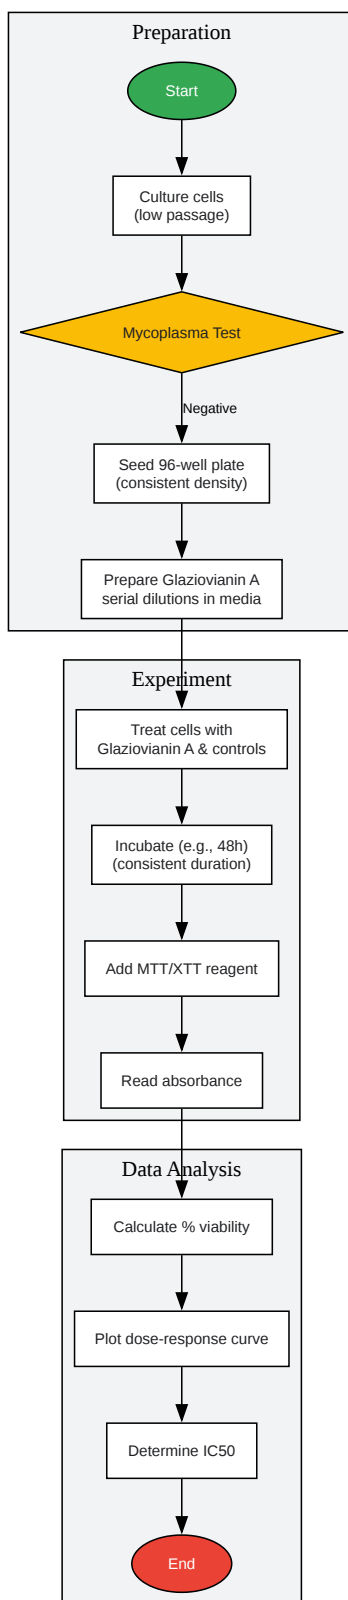 Preparation
Start
Culture cells
(low passage)
Mycoplasma Test
Negative
Seed 96-well plate
(consistent density)
Prepare Glaziovianin A
serial dilutions in media
Experiment
Treat cells with
Glaziovianin A & controls
Incubate (e.g., 48h)
(consistent duration)
Add MTT/XTT reagent
Read absorbance
Data Analysis
Calculate % viability
Plot dose-response curve
Determine IC50
End